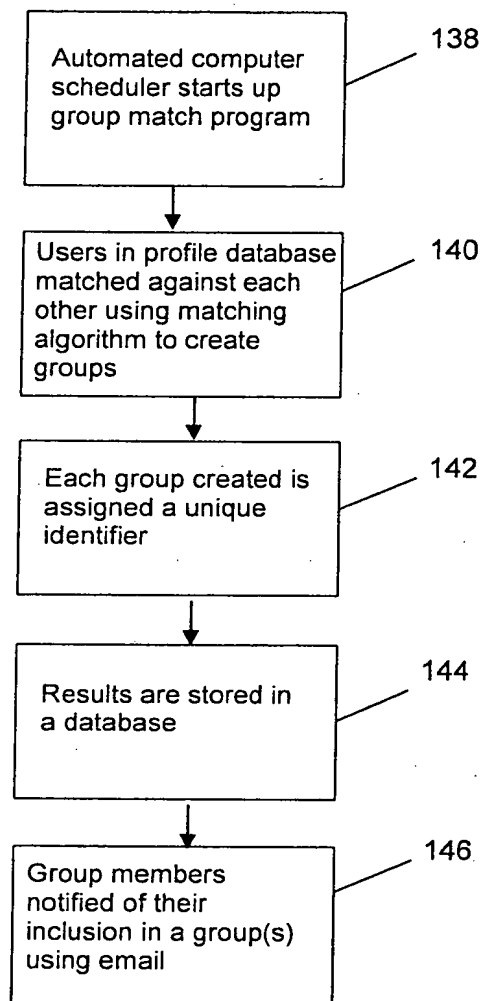 Automated computer
scheduler starts up
group match program
138
Users in profile database
matched against each
other using matching
algorithm to create
groups
140
Each group created is
assigned a unique
identifier
142
Results are stored in
a database
144
Group members
notified of their
inclusion in a group(s)
using email
146